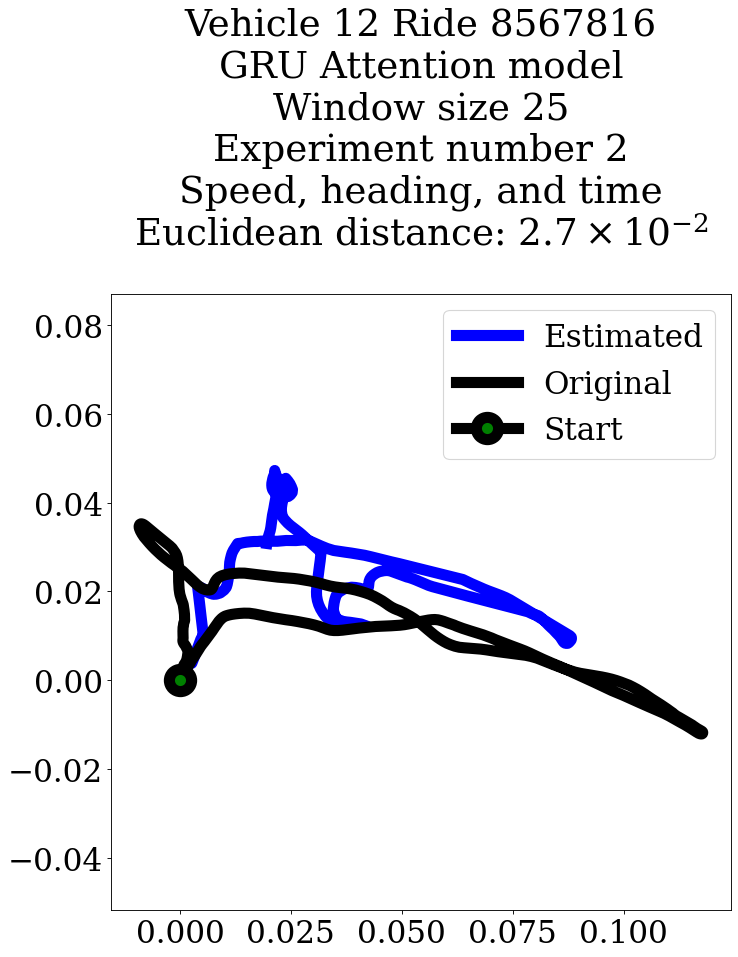 Vehicle 12 Ride 8567816
GRU Attention model
Window size 25
Experiment number 2
Speed, heading, and time
Euclidean distance: 2.7 × 10⁻²
Estimated
Original
Start
0.08
0.06
0.04
0.02
0.00
−0.02
−0.04
0.000 0.025 0.050 0.075 0.100